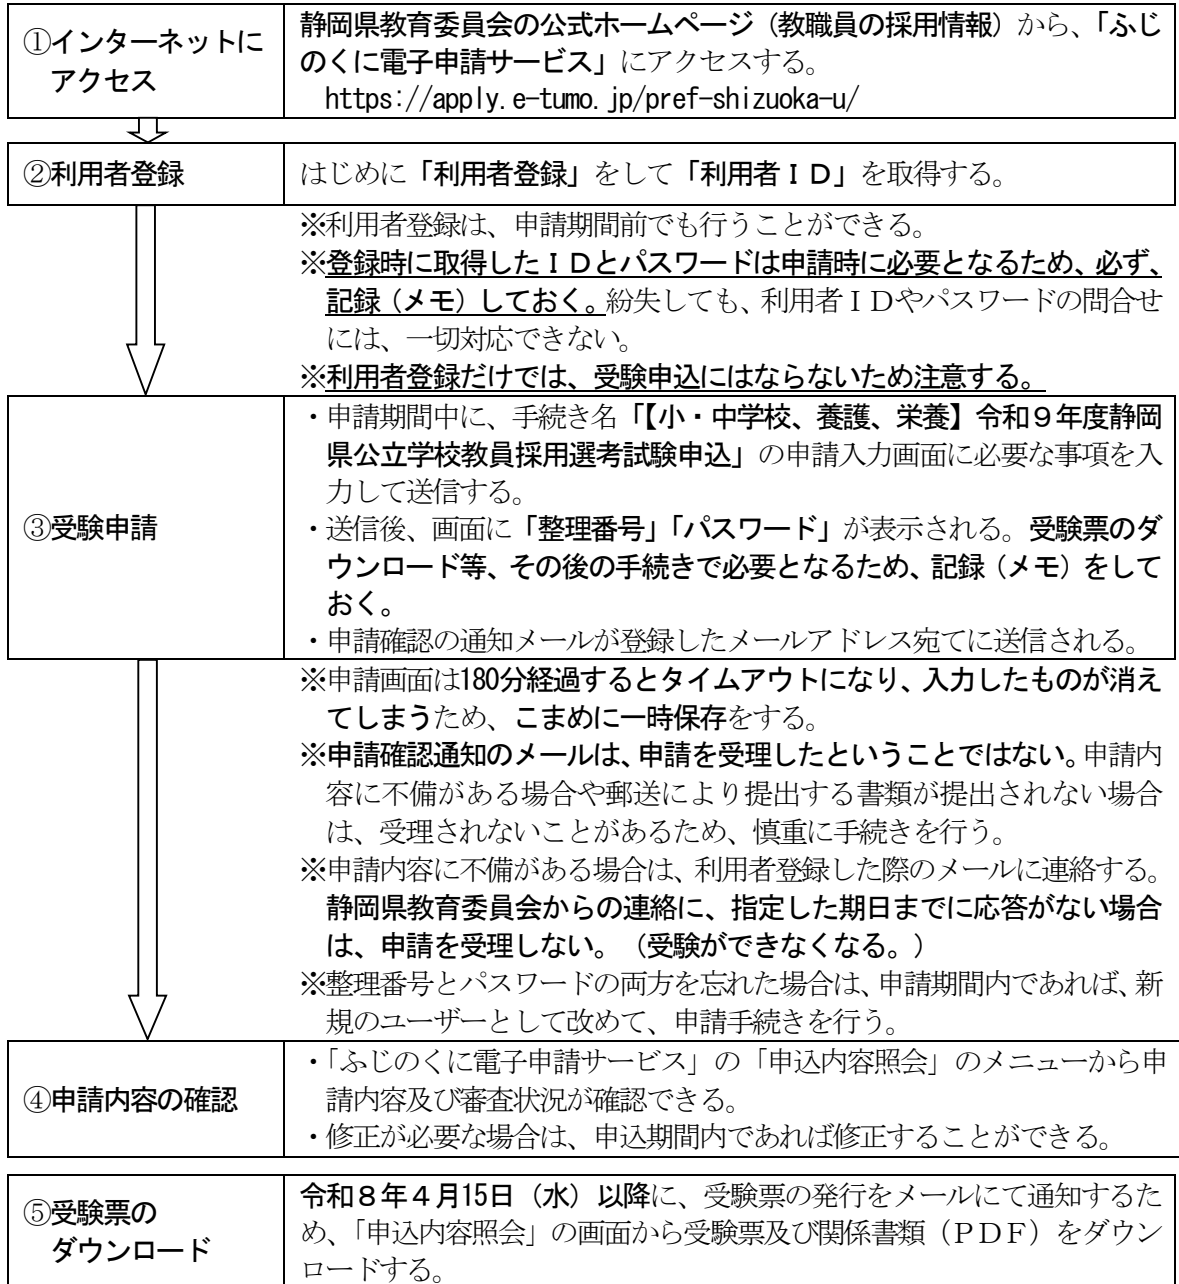 ①インターネットに
アクセス
静岡県教育委員会の公式ホームページ（教職員の採用情報）から、「ふじ
のくに電子申請サービス」にアクセスする。
https://apply.e-tumo.jp/pref-shizuoka-u/
②利用者登録
はじめに「利用者登録」をして「利用者ＩＤ」を取得する。
※利用者登録は、申請期間前でも行うことができる。
※登録時に取得したＩＤとパスワードは申請時に必要となるため、必ず、
記録（メモ）しておく。紛失しても、利用者ＩＤやパスワードの問合せ
には、一切対応できない。
※利用者登録だけでは、受験申込にはならないため注意する。
③受験申請
・申請期間中に、手続き名「【小・中学校、養護、栄養】令和９年度静岡
県公立学校教員採用選考試験申込」の申請入力画面に必要な事項を入
力して送信する。
・送信後、画面に「整理番号」「パスワード」が表示される。受験票のダ
ウンロード等、その後の手続きで必要となるため、記録（メモ）をして
おく。
・申請確認の通知メールが登録したメールアドレス宛てに送信される。
※申請画面は180分経過するとタイムアウトになり、入力したものが消え
てしまうため、こまめに一時保存をする。
※申請確認通知のメールは、申請を受理したということではない。申請内
容に不備がある場合や郵送により提出する書類が提出されない場合
は、受理されないことがあるため、慎重に手続きを行う。
※申請内容に不備がある場合は、利用者登録した際のメールに連絡する。
静岡県教育委員会からの連絡に、指定した期日までに応答がない場合
は、申請を受理しない。（受験ができなくなる。）
※整理番号とパスワードの両方を忘れた場合は、申請期間内であれば、新
規のユーザーとして改めて、申請手続きを行う。
④申請内容の確認
・「ふじのくに電子申請サービス」の「申込内容照会」のメニューから申
請内容及び審査状況が確認できる。
・修正が必要な場合は、申込期間内であれば修正することができる。
⑤受験票の
ダウンロード
令和８年４月15日（水）以降に、受験票の発行をメールにて通知するた
め、「申込内容照会」の画面から受験票及び関係書類（ＰＤＦ）をダウン
ロードする。